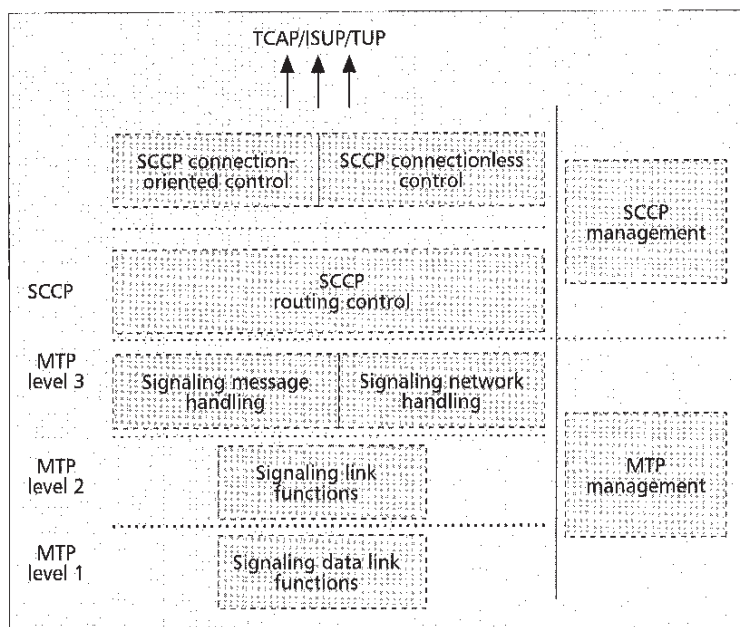 TCAP/ISUP/TUP
SCCP connection-
oriented control
SCCP connectionless
control
SCCP
management
SCCP
SCCP
routing control
MTP
level 3
Signaling message
handling
Signaling network
handling
MTP
level 2
Signaling link
functions
MTP
management
MTP
level 1
Signaling data link
functions